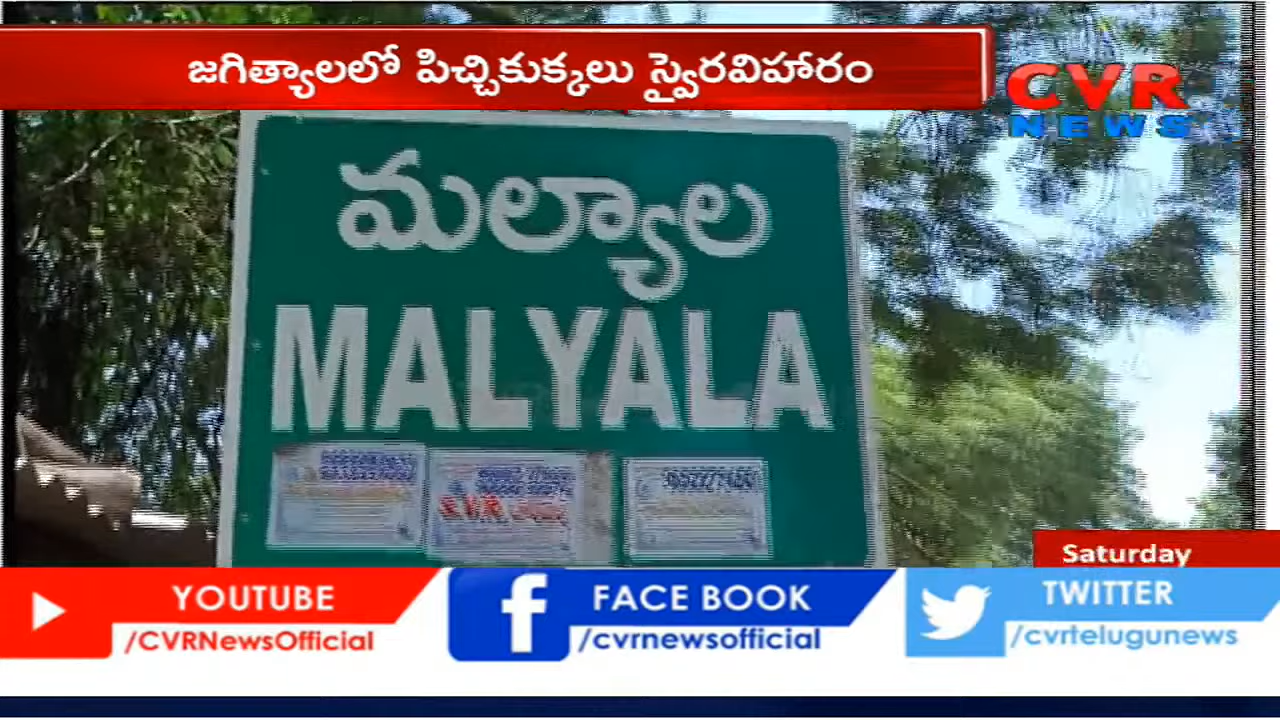 జగిత్యాలలో పిచ్చికుక్కలు స్వైరవిహారం
CVR
NEWS
మల్యాల
MALYALA
S.V.R
Saturday
YOUTUBE
/CVRNewsOfficial
FACE BOOK
/cvrnewsofficial
TWITTER
/cvrtelugunews